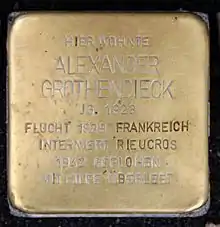 HIER WOHNTE
ALEXANDER
GROTHENDIECK
JG. 1928
FLUCHT 1939 FRANKREICH
INTERNIERT RIEUCROS
1942 GEFLOHEN
MIT HILFE ÜBERLEBT